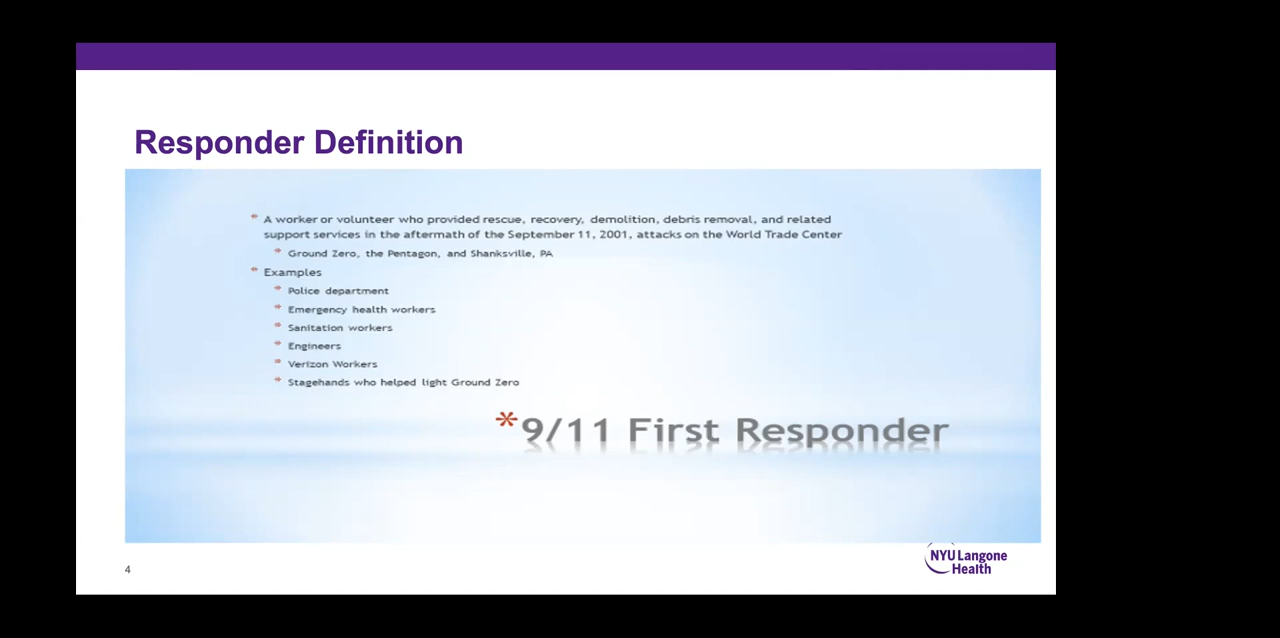 Responder Definition
* A worker or volunteer who provided rescue, recovery, demolition, debris removal, and related
support services in the aftermath of the September 11, 2001, attacks on the World Trade Center
* Ground Zero, the Pentagon, and Shanksville, PA
* Examples
* Police department
* Emergency health workers
* Sanitation workers
* Engineers
* Verizon Workers
* Stagehands who helped light Ground Zero
*9/11 First Responder
4
NYU Langone
Health